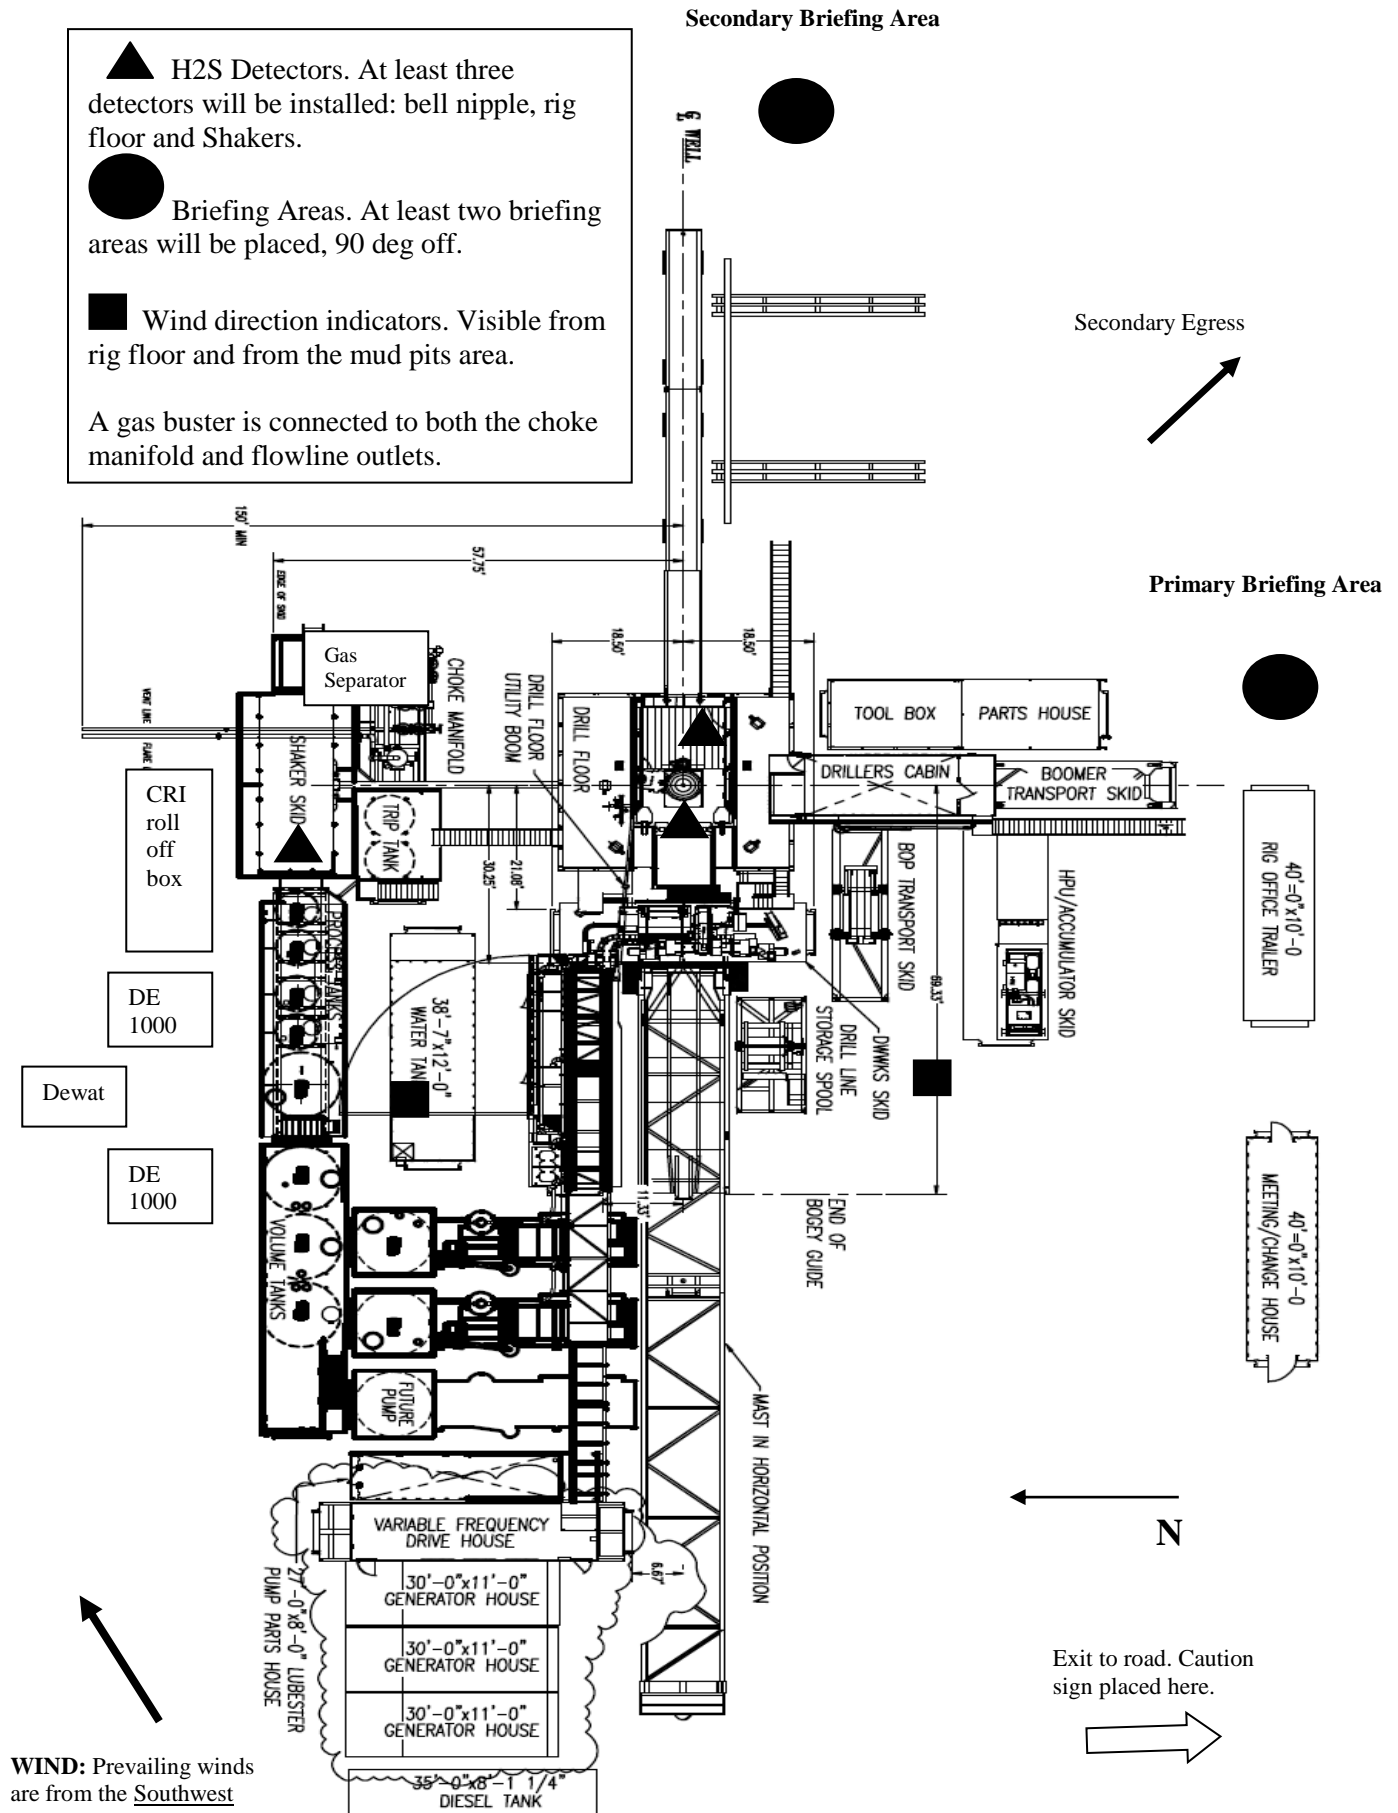 Secondary Briefing Area
H2S Detectors. At least three
detectors will be installed: bell nipple, rig
floor and Shakers.
Briefing Areas. At least two briefing
areas will be placed, 90 deg off.
Wind direction indicators. Visible from
rig floor and from the mud pits area.
A gas buster is connected to both the choke
manifold and flowline outlets.
WELL
Secondary Egress
150' MIN
57.75'
EDGE OF SKID
Primary Briefing Area
18.50'
18.50'
Gas
Separator
CHOKE MANIFOLD
DRILL FLOOR
UTILITY BOOM
DRILL FLOOR
TOOL BOX
PARTS HOUSE
VENT LINE
SHAKER SKID
DRILLERS CABIN
BOOMER
TRANSPORT SKID
CRI
roll
off
box
TRIP TANK
30.25'
21.08'
BOP TRANSPORT SKID
HPU/ACCUMULATOR SKID
40'=0"x10'-0
RIG OFFICE TRAILER
PROCESS TANKS
DE
1000
38'-7"x12'-0"
WATER TANK
69.33'
DWWKS SKID
DRILL LINE
STORAGE SPOOL
Dewat
DE
1000
11.33'
END OF
BOGEY GUIDE
40'=0"x10'-0
MEETING/CHANGE HOUSE
VOLUME TANKS
FUTURE
PUMP
MAST IN HORIZONTAL POSITION
N
VARIABLE FREQUENCY
DRIVE HOUSE
6.67'
27'-0"x8'-0" LUBESTER
PUMP PARTS HOUSE
30'-0"x11'-0"
GENERATOR HOUSE
30'-0"x11'-0"
GENERATOR HOUSE
30'-0"x11'-0"
GENERATOR HOUSE
Exit to road. Caution
sign placed here.
WIND: Prevailing winds
are from the Southwest
35'-0"x8'-1 1/4"
DIESEL TANK